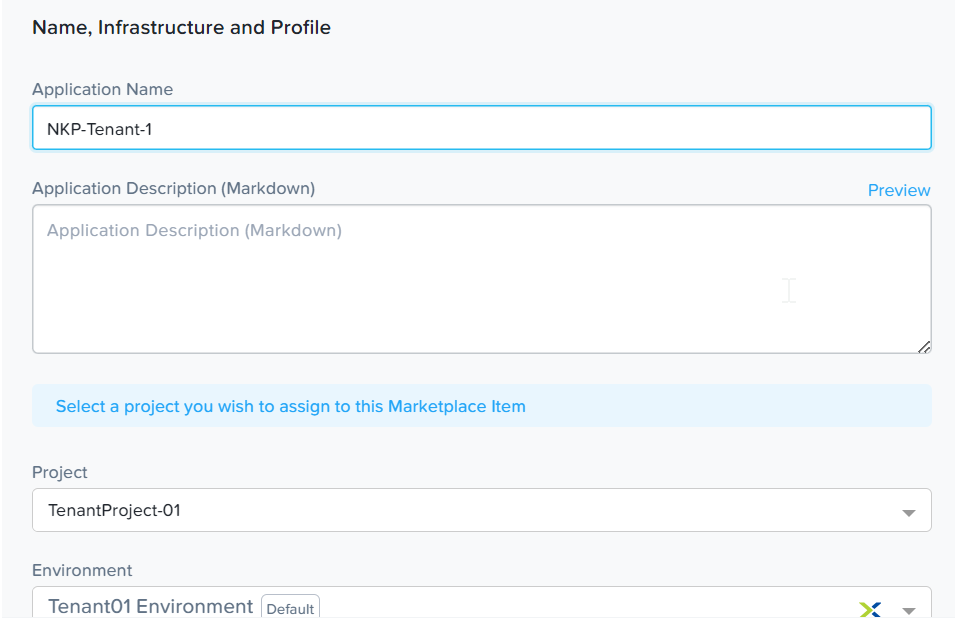 Name, Infrastructure and Profile
Application Name
NKP-Tenant-1
Application Description (Markdown)
Preview
Application Description (Markdown)
Select a project you wish to assign to this Marketplace Item
Project
TenantProject-01
Environment
Tenant01 Environment Default